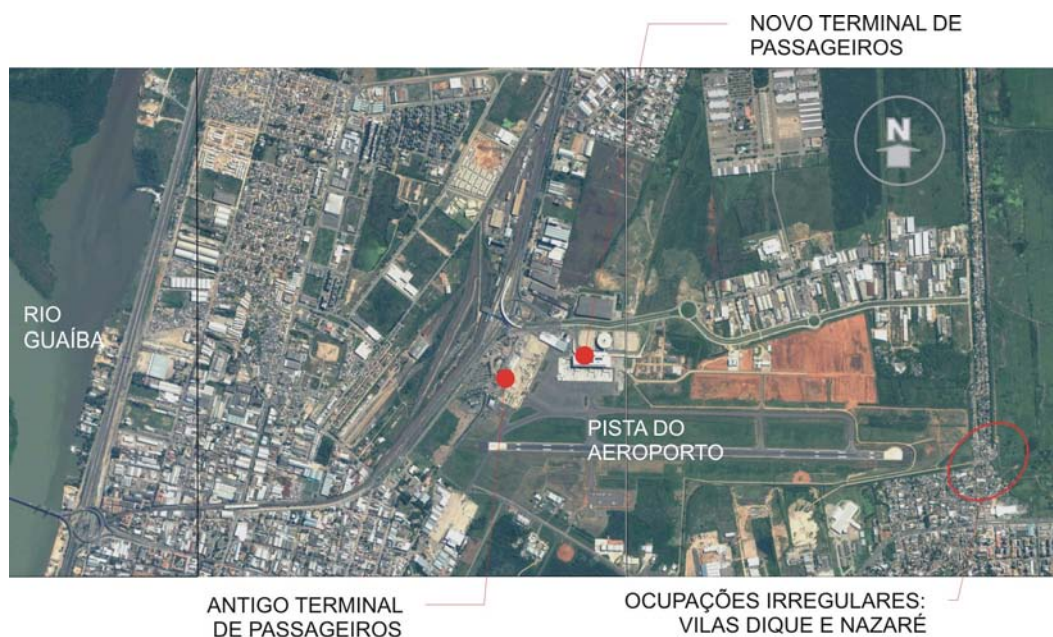 NOVO TERMINAL DE
PASSAGEIROS
N
RIO
GUAÍBA
PISTA DO
AEROPORTO
ANTIGO TERMINAL
DE PASSAGEIROS
OCUPAÇÕES IRREGULARES:
VILAS DIQUE E NAZARÉ